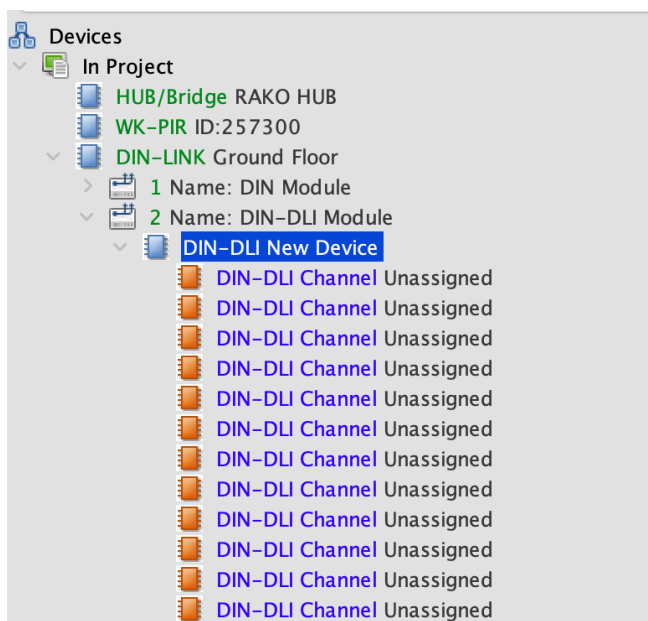 Devices
In Project
HUB/Bridge RAKO HUB
WK-PIR ID:257300
DIN-LINK Ground Floor
1 Name: DIN Module
2 Name: DIN-DLI Module
DIN-DLI New Device
DIN-DLI Channel Unassigned
DIN-DLI Channel Unassigned
DIN-DLI Channel Unassigned
DIN-DLI Channel Unassigned
DIN-DLI Channel Unassigned
DIN-DLI Channel Unassigned
DIN-DLI Channel Unassigned
DIN-DLI Channel Unassigned
DIN-DLI Channel Unassigned
DIN-DLI Channel Unassigned
DIN-DLI Channel Unassigned
DIN-DLI Channel Unassigned